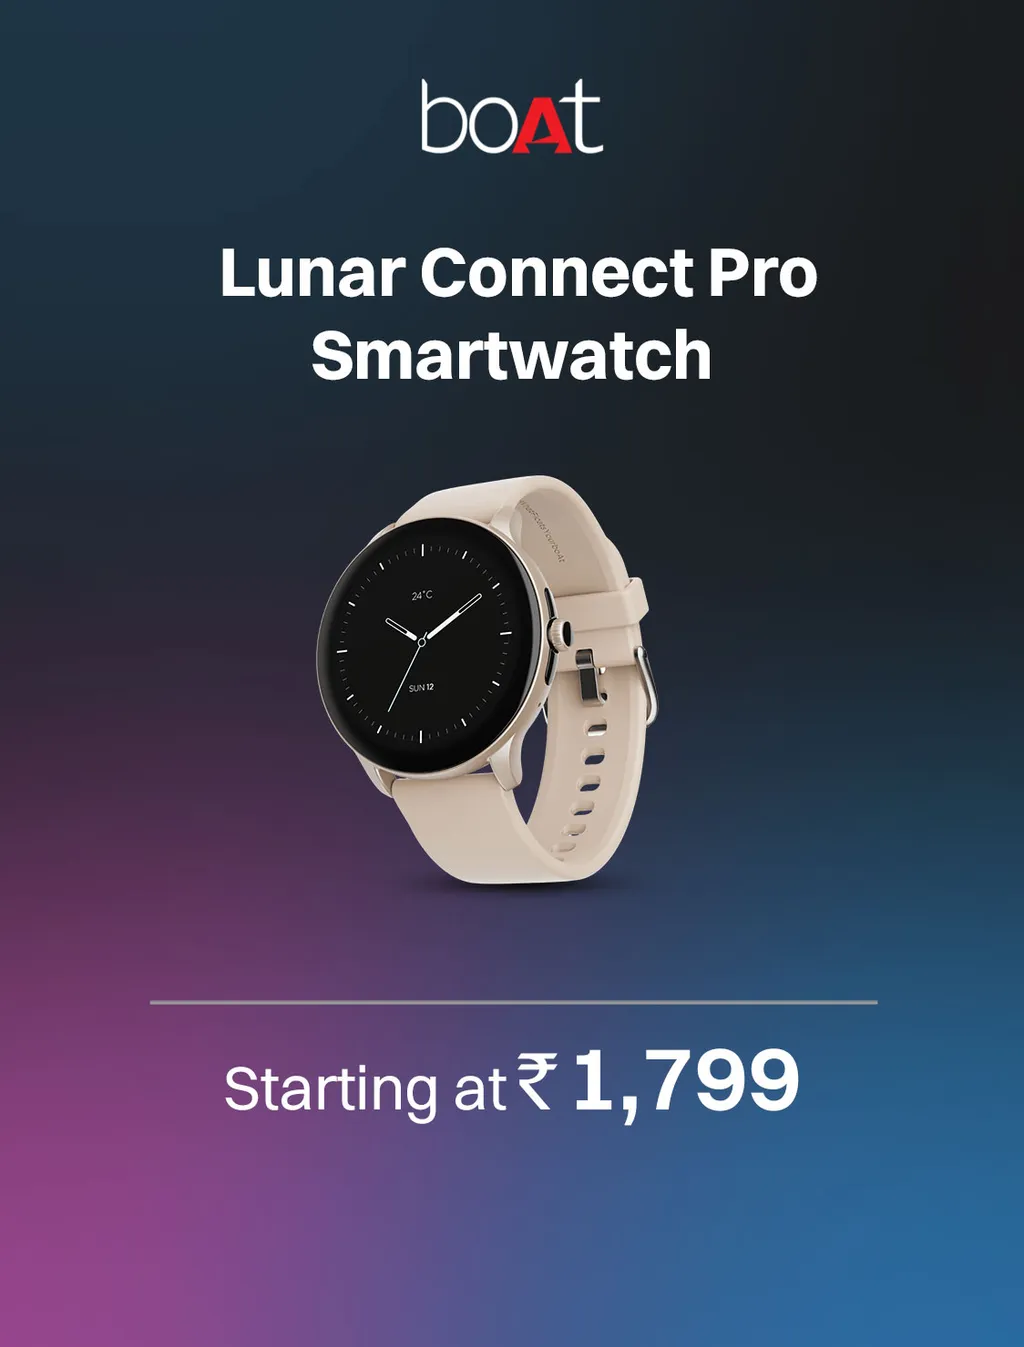 boAt
Lunar Connect Pro
Smartwatch
24°C
SUN 12
Starting at ₹ 1,799